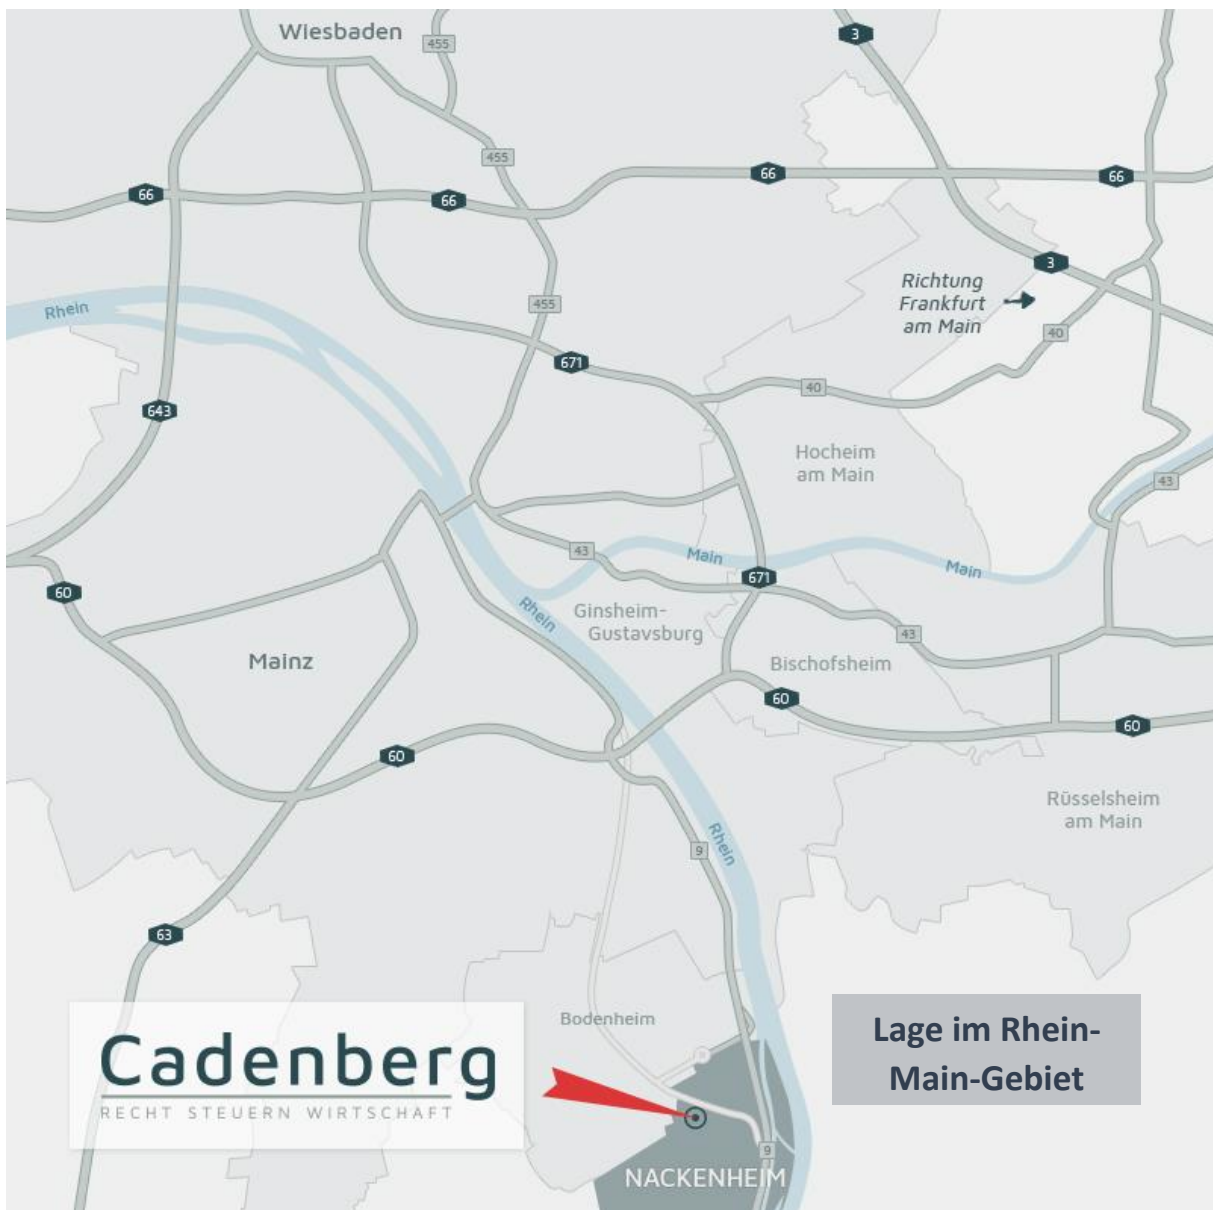 Wiesbaden
455
3
455
66
66
66
66
3
Richtung
Frankfurt
am Main
Rhein
455
40
671
40
643
Hocheim
am Main
43
43
Main
Main
671
60
Rhein
Ginsheim-
Gustavsburg
43
Mainz
Bischofsheim
60
60
60
Rüsselsheim
am Main
Rhein
9
63
Bodenheim
Lage im Rhein-
Main-Gebiet
Cadenberg
RECHT STEUERN WIRTSCHAFT
9
NACKENHEIM